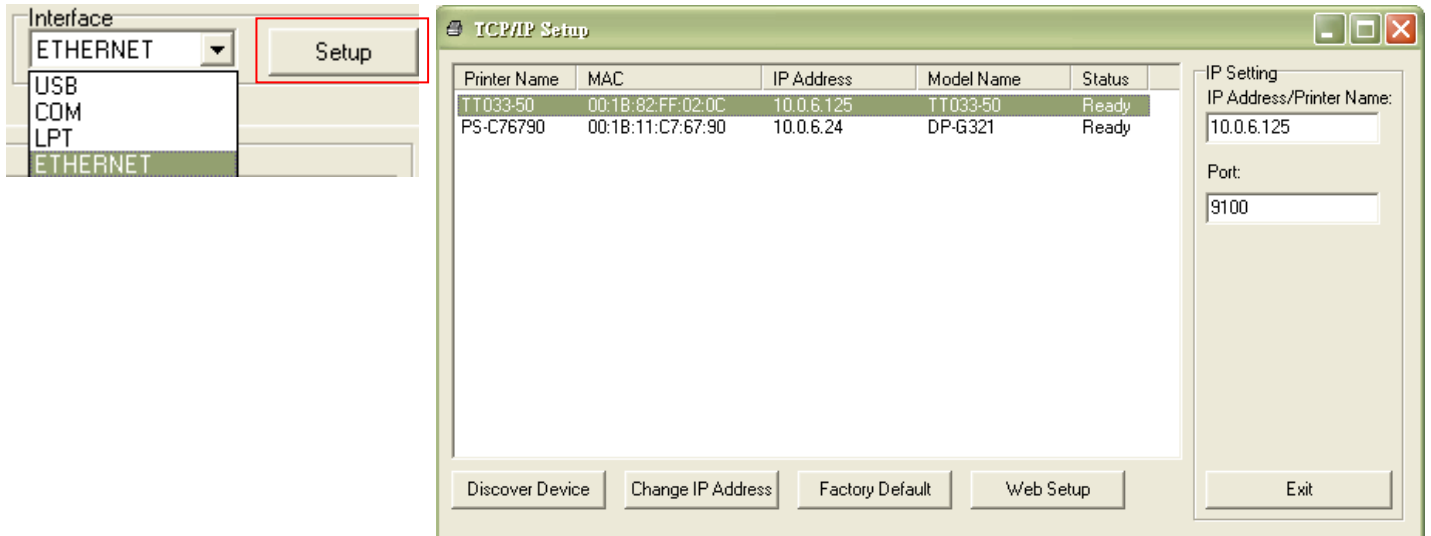 Interface
ETHERNET
Setup
USB
COM
LPT
ETHERNET
TCP/IP Setup
Printer Name MAC IP Address Model Name Status
TT033-50 00:1B:82:FF:02:0C 10.0.6.125 TT033-50 Ready
PS-C76790 00:1B:11:C7:67:90 10.0.6.24 DP-G321 Ready
IP Setting
IP Address/Printer Name:
10.0.6.125
Port:
9100
Discover Device Change IP Address Factory Default Web Setup Exit